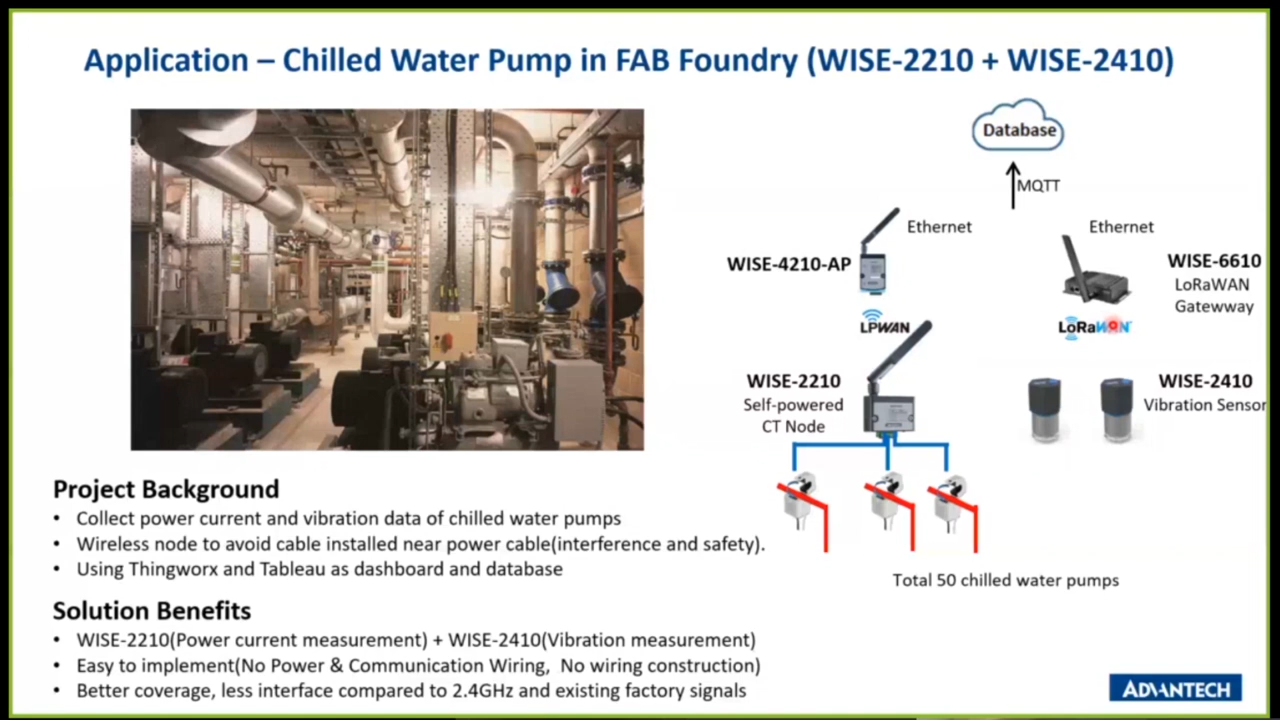 Application – Chilled Water Pump in FAB Foundry (WISE-2210 + WISE-2410)
Database
MQTT
Ethernet
Ethernet
WISE-4210-AP
WISE-6610
LoRaWAN
Gatewway
LPWAN
LoRaWAN
WISE-2210
Self-powered
CT Node
WISE-2410
Vibration Sensor
Total 50 chilled water pumps
Project Background
• Collect power current and vibration data of chilled water pumps
• Wireless node to avoid cable installed near power cable(interference and safety).
• Using Thingworx and Tableau as dashboard and database
Solution Benefits
• WISE-2210(Power current measurement) + WISE-2410(Vibration measurement)
• Easy to implement(No Power & Communication Wiring, No wiring construction)
• Better coverage, less interface compared to 2.4GHz and existing factory signals
ADVANTECH